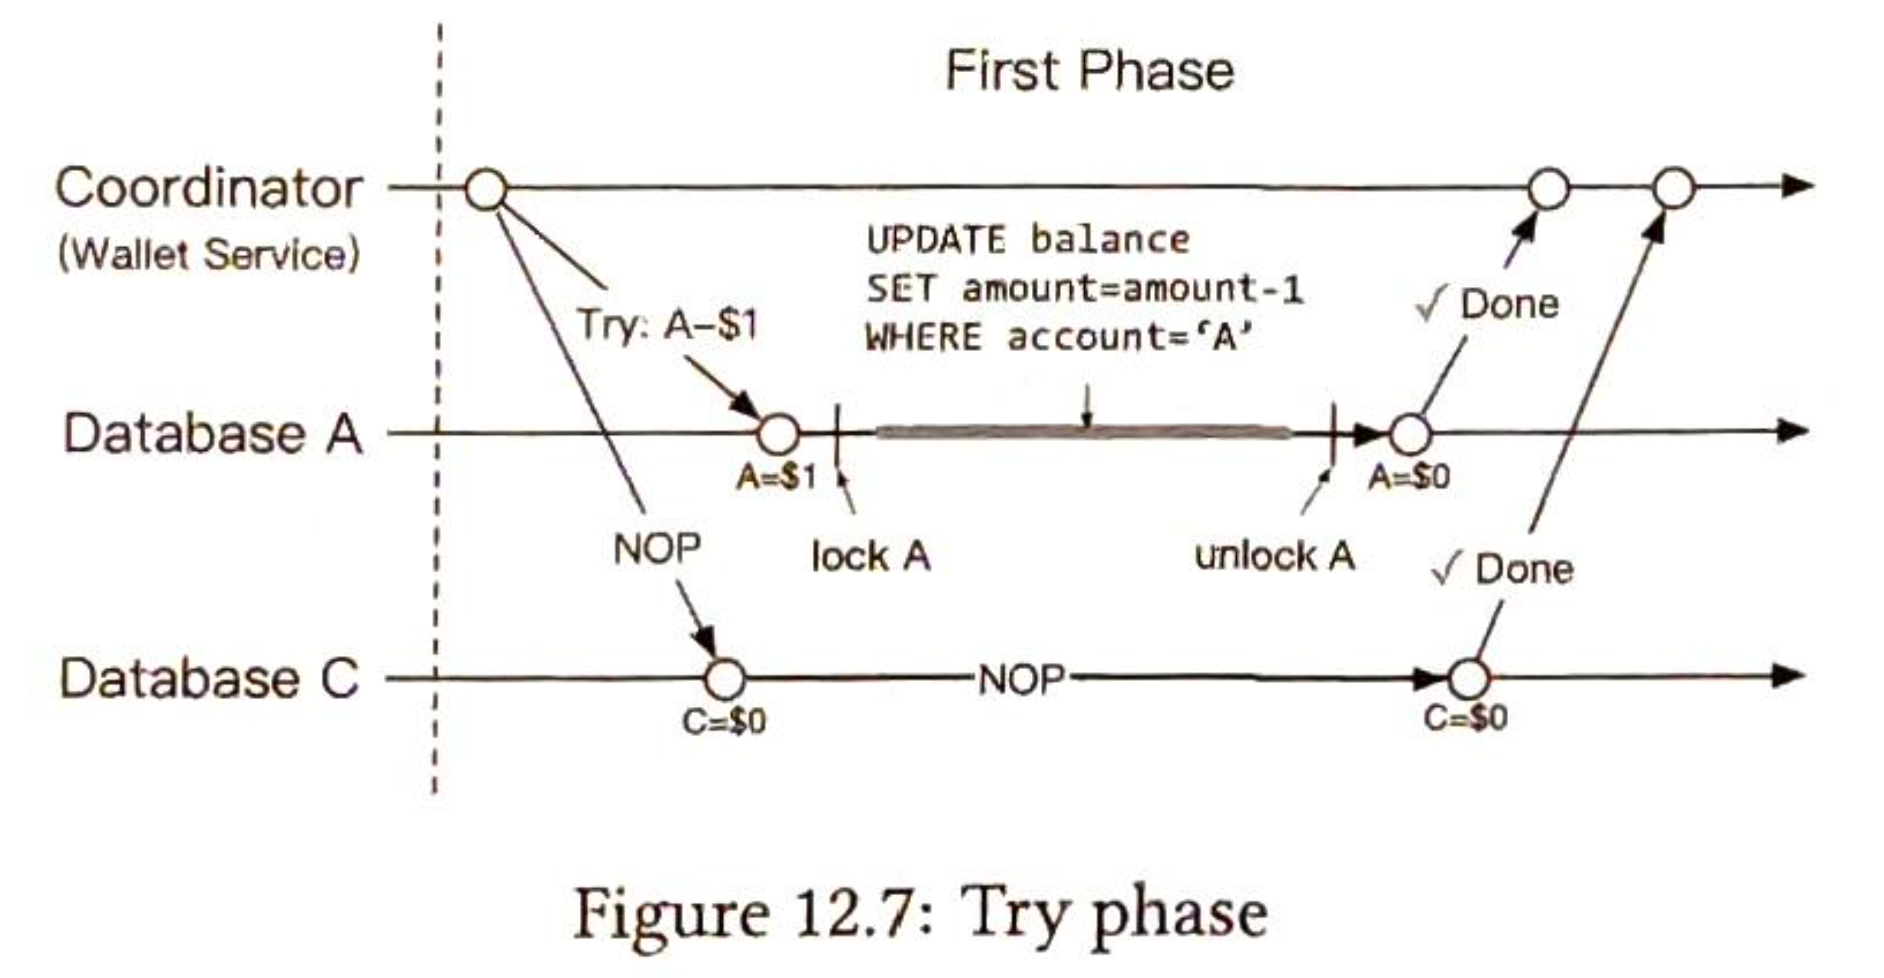 First Phase
Coordinator
(Wallet Service)
UPDATE balance
SET amount=amount-1
WHERE account=‘A’
Try: A–$1
√ Done
Database A
A=$1
A=$0
lock A
unlock A
NOP
√ Done
Database C
NOP
C=$0
C=$0
Figure 12.7: Try phase